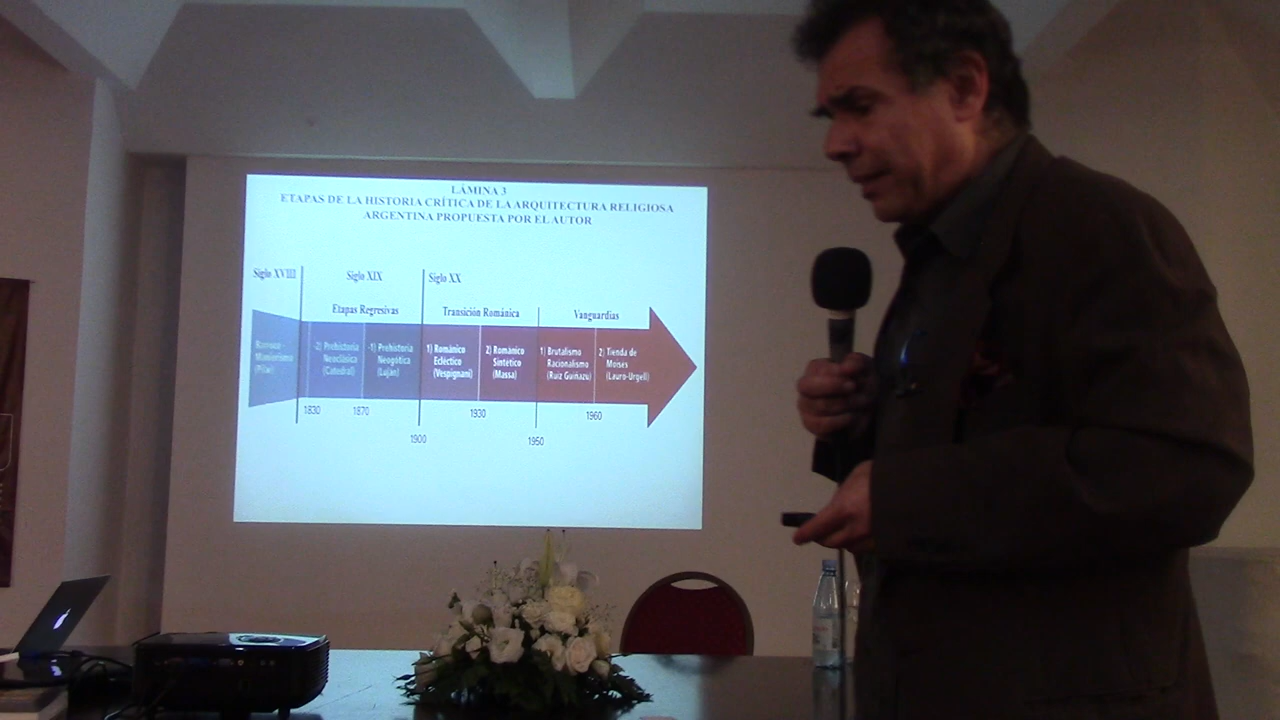 LÁMINA 3
ETAPAS DE LA HISTORIA CRÍTICA DE LA ARQUITECTURA RELIGIOSA
ARGENTINA PROPUESTA POR EL AUTOR
Siglo XVIII
Siglo XIX
Siglo XX
Etapas Regresivas
Transición Románica
Vanguardias
Barroco -
Manierismo
(Pilar)
-2) Prehistoria
Neoclásica
(Catedral)
-1) Prehistoria
Neogótica
(Luján)
1) Románico
Ecléctico
(Vespignani)
2) Románico
Sintético
(Massa)
1) Brutalismo
Racionalismo
(Ruiz Guiñazú)
2) Tienda de
Moisés
(Lauro-Urgell)
1830
1870
1930
1960
1900
1950